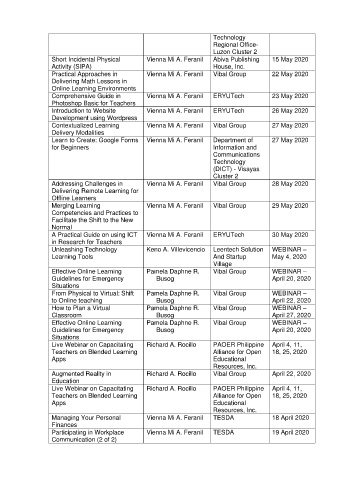 Technology
Regional Office-
Luzon Cluster 2
Short Incidental Physical
Activity (SIPA)
Vienna Mi A. Feranil
Abiva Publishing
House, Inc.
15 May 2020
Practical Approaches in
Delivering Math Lessons in
Online Learning Environments
Vienna Mi A. Feranil
Vibal Group
22 May 2020
Comprehensive Guide in
Photoshop Basic for Teachers
Vienna Mi A. Feranil
ERYUTech
23 May 2020
Introduction to Website
Development using Wordpress
Vienna Mi A. Feranil
ERYUTech
26 May 2020
Contextualized Learning
Delivery Modalities
Vienna Mi A. Feranil
Vibal Group
27 May 2020
Learn to Create: Google Forms
for Beginners
Vienna Mi A. Feranil
Department of
Information and
Communications
Technology
(DICT) - Visayas
Cluster 2
27 May 2020
Addressing Challenges in
Delivering Remote Learning for
Offline Learners
Vienna Mi A. Feranil
Vibal Group
28 May 2020
Merging Learning
Competencies and Practices to
Facilitate the Shift to the New
Normal
Vienna Mi A. Feranil
Vibal Group
29 May 2020
A Practical Guide on using ICT
in Research for Teachers
Vienna Mi A. Feranil
ERYUTech
30 May 2020
Unleashing Technology
Learning Tools
Keno A. Villevicencio
Leentech Solution
And Startup
Village
WEBINAR –
May 4, 2020
Effective Online Learning
Guidelines for Emergency
Situations
Pamela Daphne R.
Busog
Vibal Group
WEBINAR –
April 20, 2020
From Physical to Virtual: Shift
to Online teaching
Pamela Daphne R.
Busog
Vibal Group
WEBINAR –
April 22, 2020
How to Plan a Virtual
Classroom
Pamela Daphne R.
Busog
Vibal Group
WEBINAR –
April 27, 2020
Effective Online Learning
Guidelines for Emergency
Situations
Pamela Daphne R.
Busog
Vibal Group
WEBINAR –
April 20, 2020
Live Webinar on Capacitating
Teachers on Blended Learning
Apps
Richard A. Rocillo
PAOER Philippine
Alliance for Open
Educational
Resources, Inc.
April 4, 11,
18, 25, 2020
Augmented Reality in
Education
Richard A. Rocillo
Vibal Group
April 22, 2020
Live Webinar on Capacitating
Teachers on Blended Learning
Apps
Richard A. Rocillo
PAOER Philippine
Alliance for Open
Educational
Resources, Inc.
April 4, 11,
18, 25, 2020
Managing Your Personal
Finances
Vienna Mi A. Feranil
TESDA
18 April 2020
Participating in Workplace
Communication (2 of 2)
Vienna Mi A. Feranil
TESDA
19 April 2020